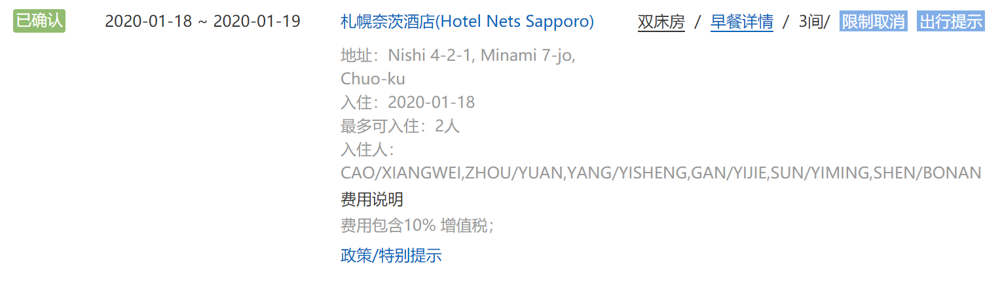 已确认 2020-01-18 ~ 2020-01-19 札幌奈茨酒店(Hotel Nets Sapporo) 双床房 / 早餐详情 / 3间/ 限制取消 出行提示
地址：Nishi 4-2-1, Minami 7-jo,
Chuo-ku
入住：2020-01-18
最多可入住：2人
入住人：
CAO/XIANGWEI,ZHOU/YUAN,YANG/YISHENG,GAN/YIJIE,SUN/YIMING,SHEN/BONAN
费用说明
费用包含10% 增值税；
政策/特别提示